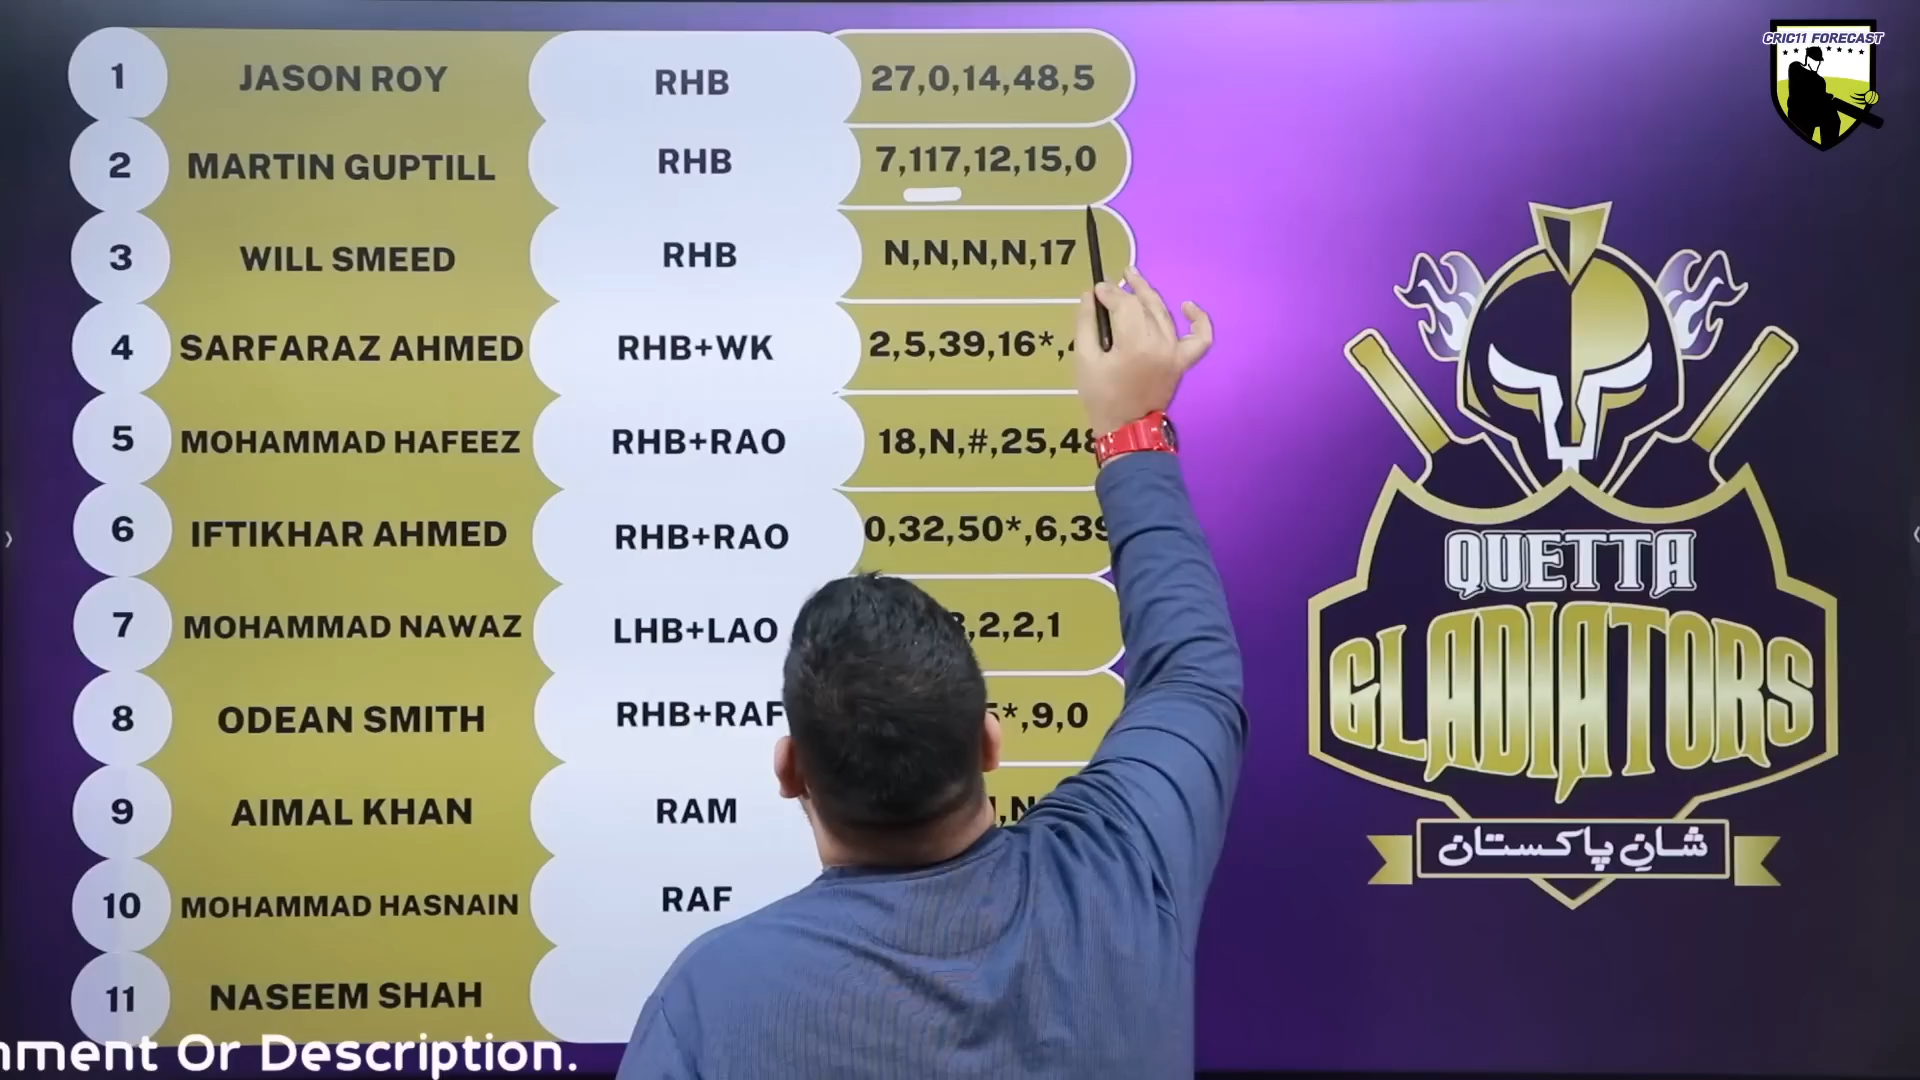 CRIC11 FORECAST
1 JASON ROY RHB 27,0,14,48,5
2 MARTIN GUPTILL RHB 7,117,12,15,0
3 WILL SMEED RHB N,N,N,N,17
4 SARFARAZ AHMED RHB+WK 2,5,39,16*,
5 MOHAMMAD HAFEEZ RHB+RAO 18,N,#,25,48
6 IFTIKHAR AHMED RHB+RAO 0,32,50*,6,39
7 MOHAMMAD NAWAZ LHB+LAO ,2,2,1
8 ODEAN SMITH RHB+RAF *,9,0
9 AIMAL KHAN RAM ,N
10 MOHAMMAD HASNAIN RAF
11 NASEEM SHAH
QUETTA
GLADIATORS
شانِ پاکستان
mment Or Description.